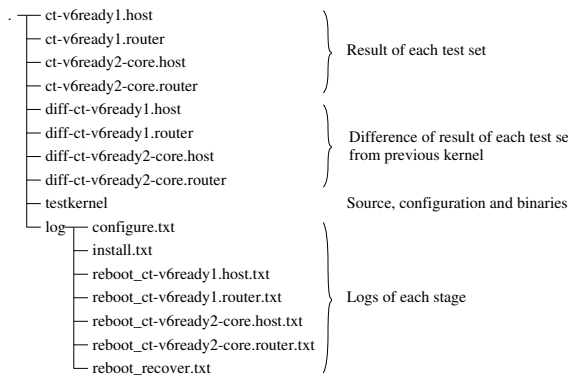 .
ct-v6ready1.host
ct-v6ready1.router
ct-v6ready2-core.host
ct-v6ready2-core.router
Result of each test set
diff-ct-v6ready1.host
diff-ct-v6ready1.router
diff-ct-v6ready2-core.host
diff-ct-v6ready2-core.router
Difference of result of each test se
from previous kernel
testkernel
Source, configuration and binaries
log
configure.txt
install.txt
reboot_ct-v6ready1.host.txt
reboot_ct-v6ready1.router.txt
reboot_ct-v6ready2-core.host.txt
reboot_ct-v6ready2-core.router.txt
reboot_recover.txt
Logs of each stage